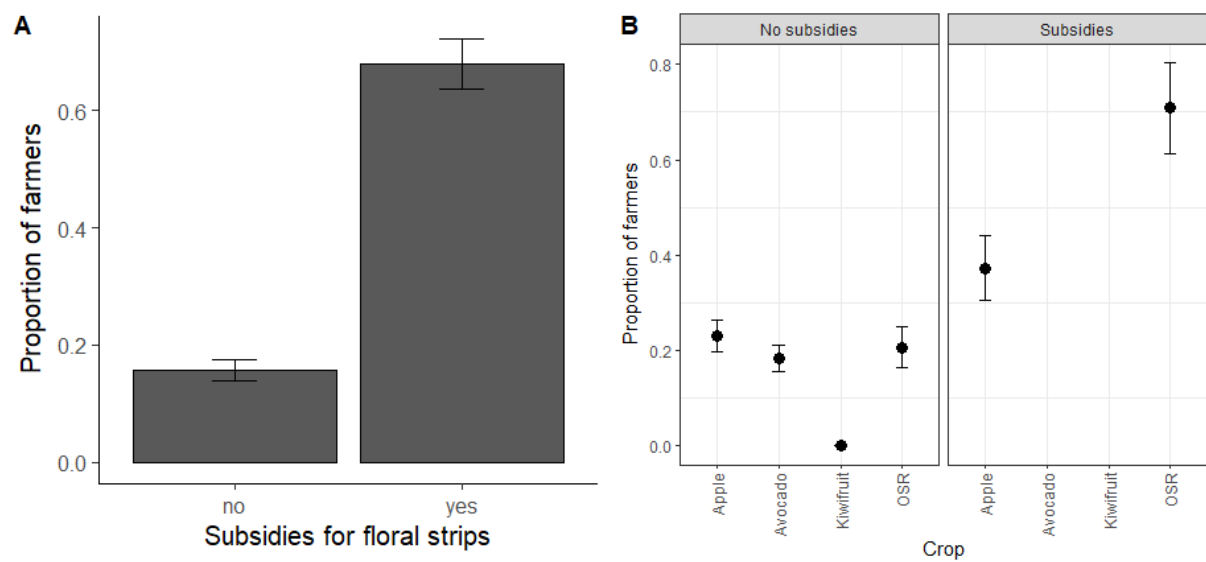 A
Proportion of farmers
0.6
0.4
0.2
0.0
no yes
Subsidies for floral strips
B
No subsidies Subsidies
Proportion of farmers
0.8
0.6
0.4
0.2
0.0
Apple Avocado Kiwifruit OSR Apple Avocado Kiwifruit OSR
Crop